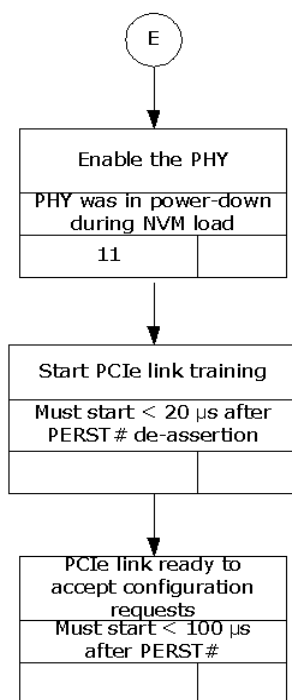 E
Enable the PHY
PHY was in power-down
during NVM load
11
Start PCIe link training
Must start < 20 µs after
PERST# de-assertion
PCIe link ready to
accept configuration
requests
Must start < 100 µs
after PERST#